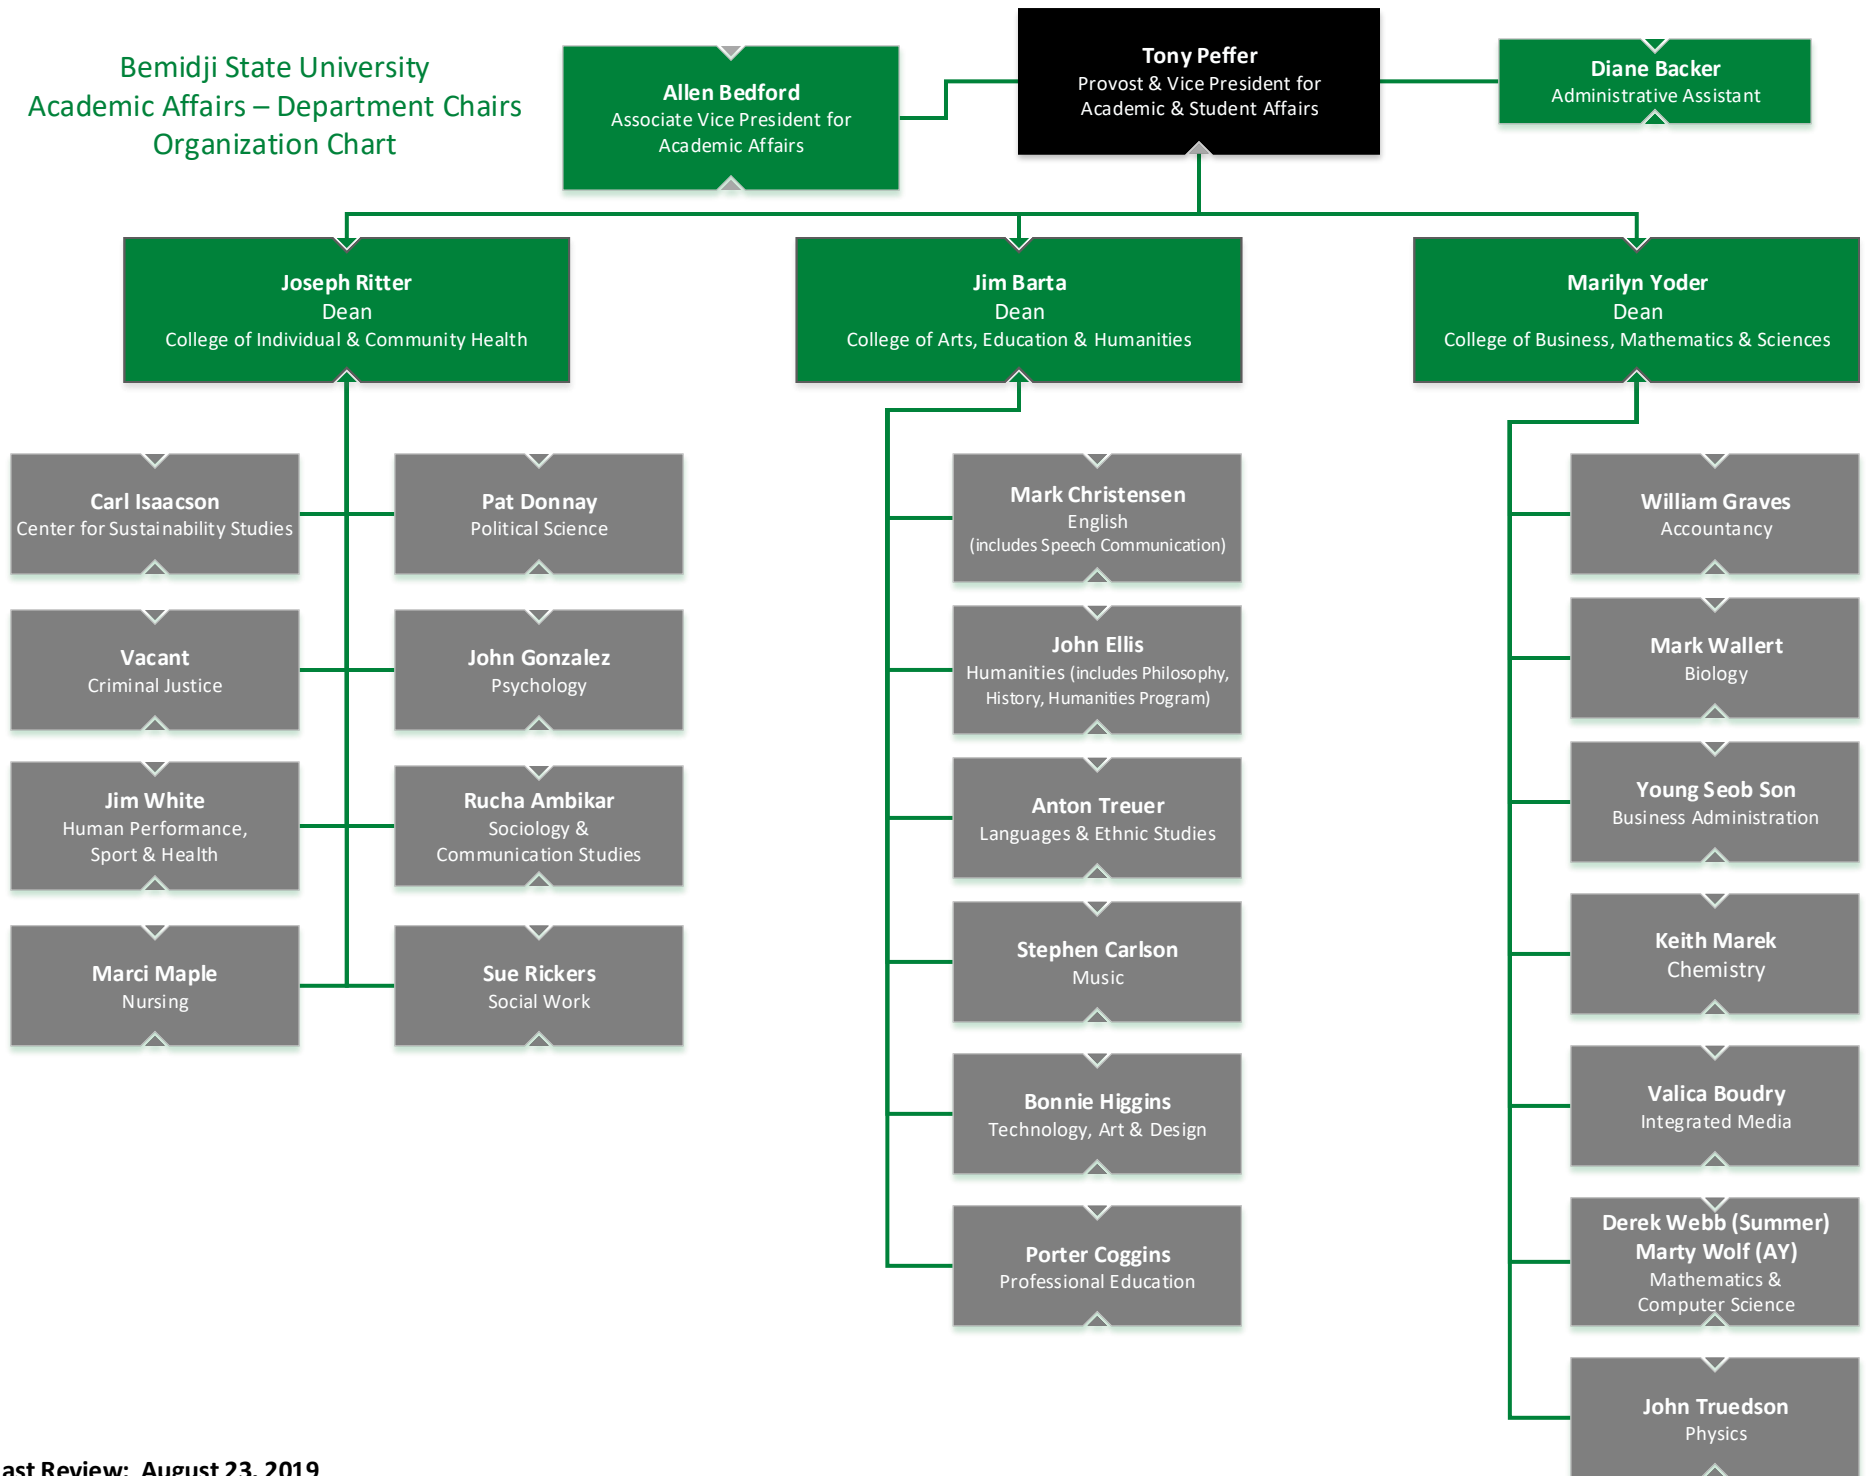 Bemidji State University
Academic Affairs – Department Chairs
Organization Chart
Allen Bedford
Associate Vice President for
Academic Affairs
Tony Peffer
Provost & Vice President for
Academic & Student Affairs
Diane Backer
Administrative Assistant
Joseph Ritter
Dean
College of Individual & Community Health
Jim Barta
Dean
College of Arts, Education & Humanities
Marilyn Yoder
Dean
College of Business, Mathematics & Sciences
Carl Isaacson
Center for Sustainability Studies
Pat Donnay
Political Science
Vacant
Criminal Justice
John Gonzalez
Psychology
Jim White
Human Performance,
Sport & Health
Rucha Ambikar
Sociology &
Communication Studies
Marci Maple
Nursing
Sue Rickers
Social Work
Mark Christensen
English
(includes Speech Communication)
John Ellis
Humanities (includes Philosophy,
History, Humanities Program)
Anton Treuer
Languages & Ethnic Studies
Stephen Carlson
Music
Bonnie Higgins
Technology, Art & Design
Porter Coggins
Professional Education
William Graves
Accountancy
Mark Wallert
Biology
Young Seob Son
Business Administration
Keith Marek
Chemistry
Valica Boudry
Integrated Media
Derek Webb (Summer)
Marty Wolf (AY)
Mathematics &
Computer Science
John Truedson
Physics
ast Review: August 23, 2019